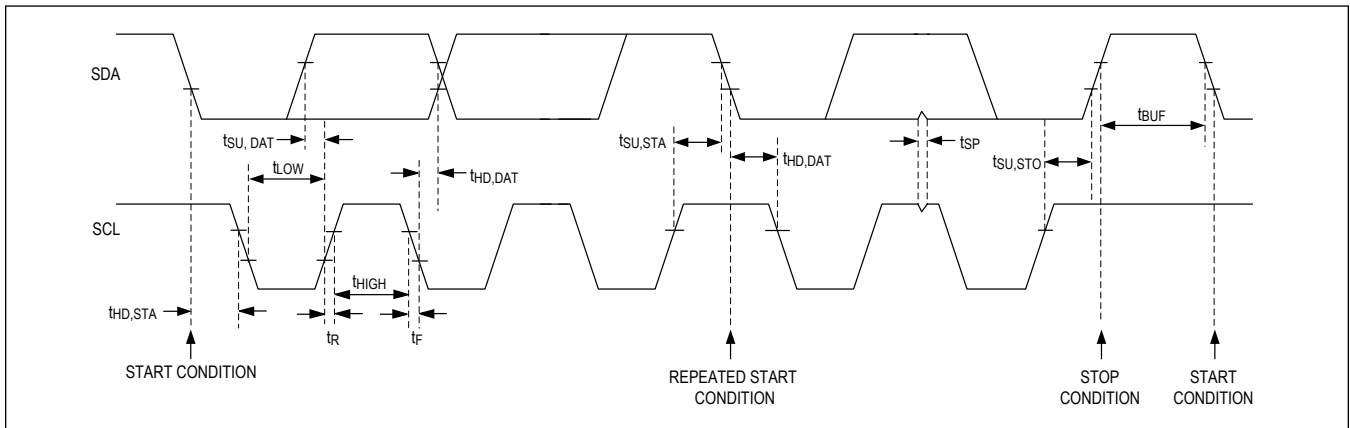 SDA
tSU, DAT
tLOW
tHD,DAT
tSU,STA
tHD,DAT
tSP
tSU,STO
tBUF
SCL
tHIGH
tHD,STA
tR
tF
START CONDITION
REPEATED START
CONDITION
STOP
CONDITION
START
CONDITION